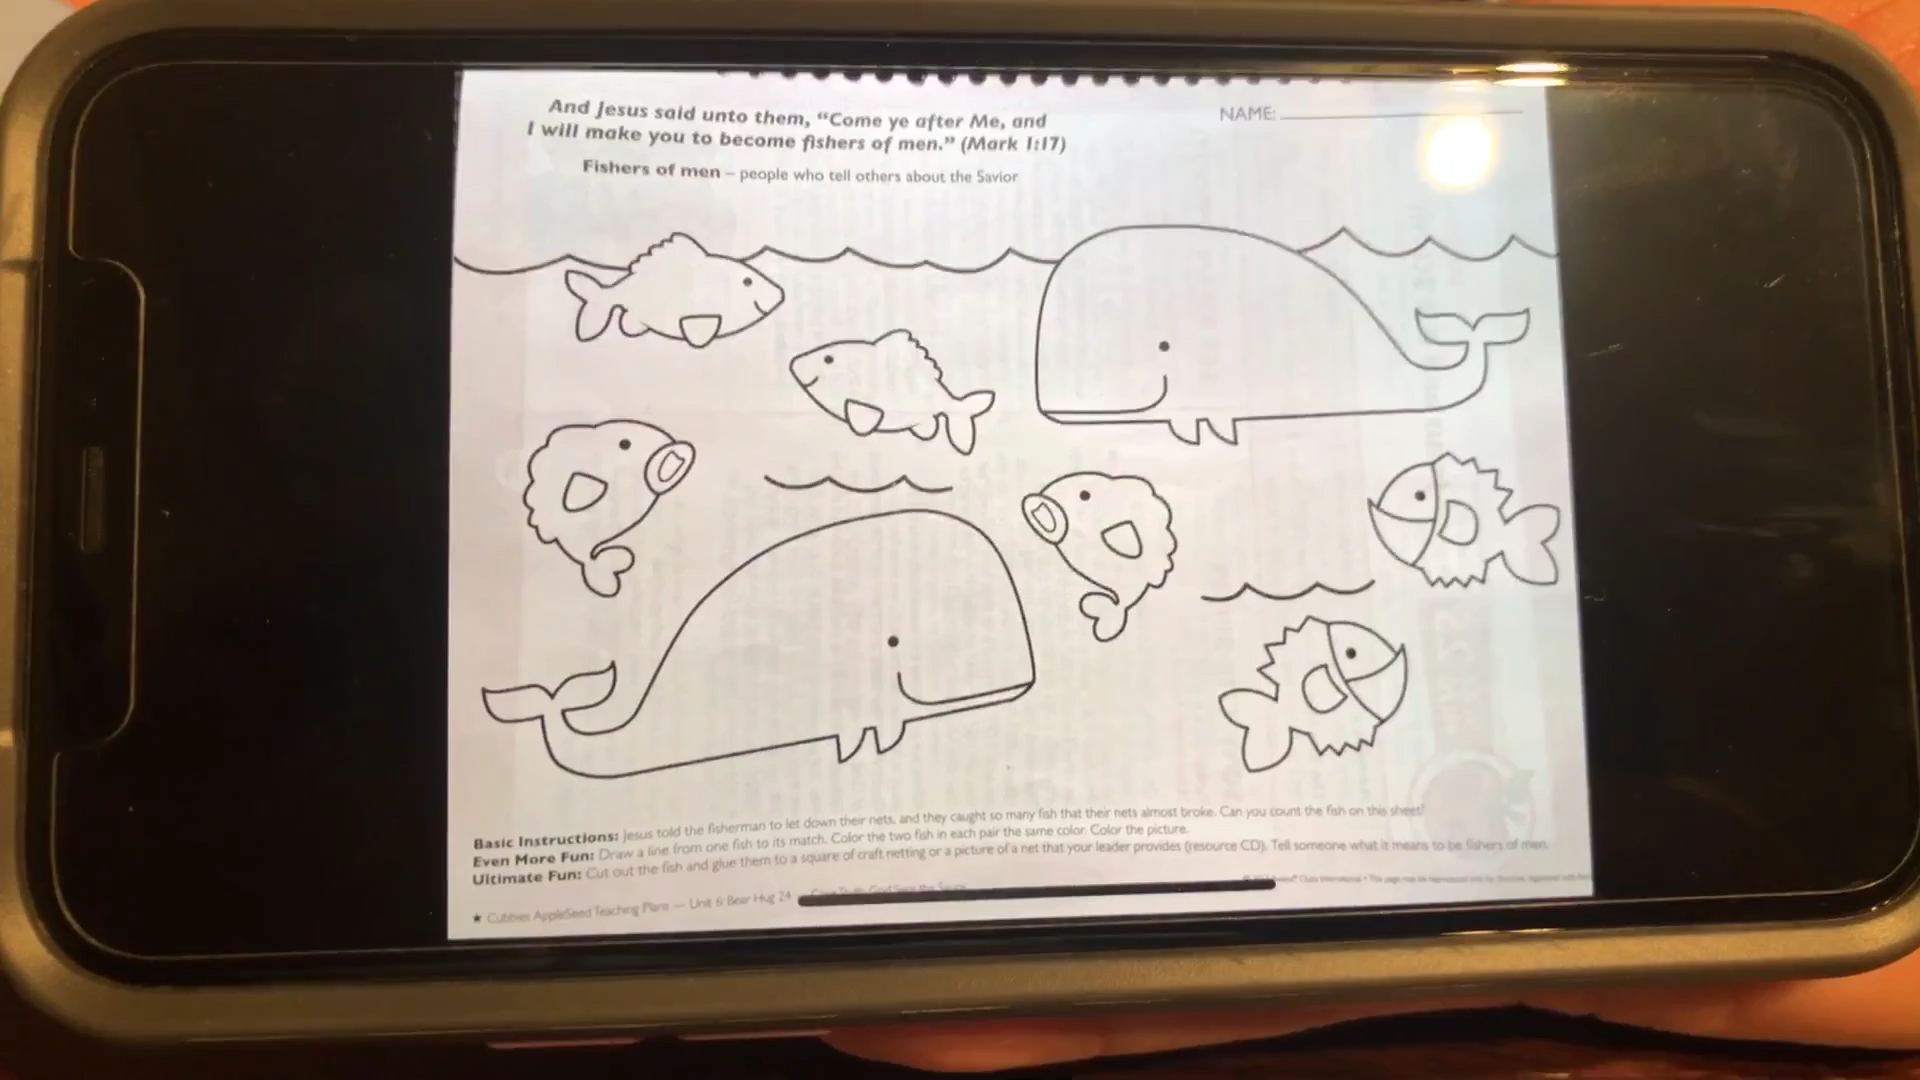 And Jesus said unto them, “Come ye after Me, and
I will make you to become fishers of men.” (Mark 1:17)
Fishers of men – people who tell others about the Savior
NAME:
Basic Instructions: Jesus told the fisherman to let down their nets, and they caught so many fish that their nets almost broke. Can you count the fish on this sheet?
Even More Fun: Draw a line from one fish to its match. Color the two fish in each pair the same color. Color the picture.
Ultimate Fun: Cut out the fish and glue them to a square of craft netting or a picture of a net that your leader provides (resource CD). Tell someone what it means to be fishers of men.
★ Cubbies AppleSeed Teaching Plans — Unit 6: Bear Hug 24